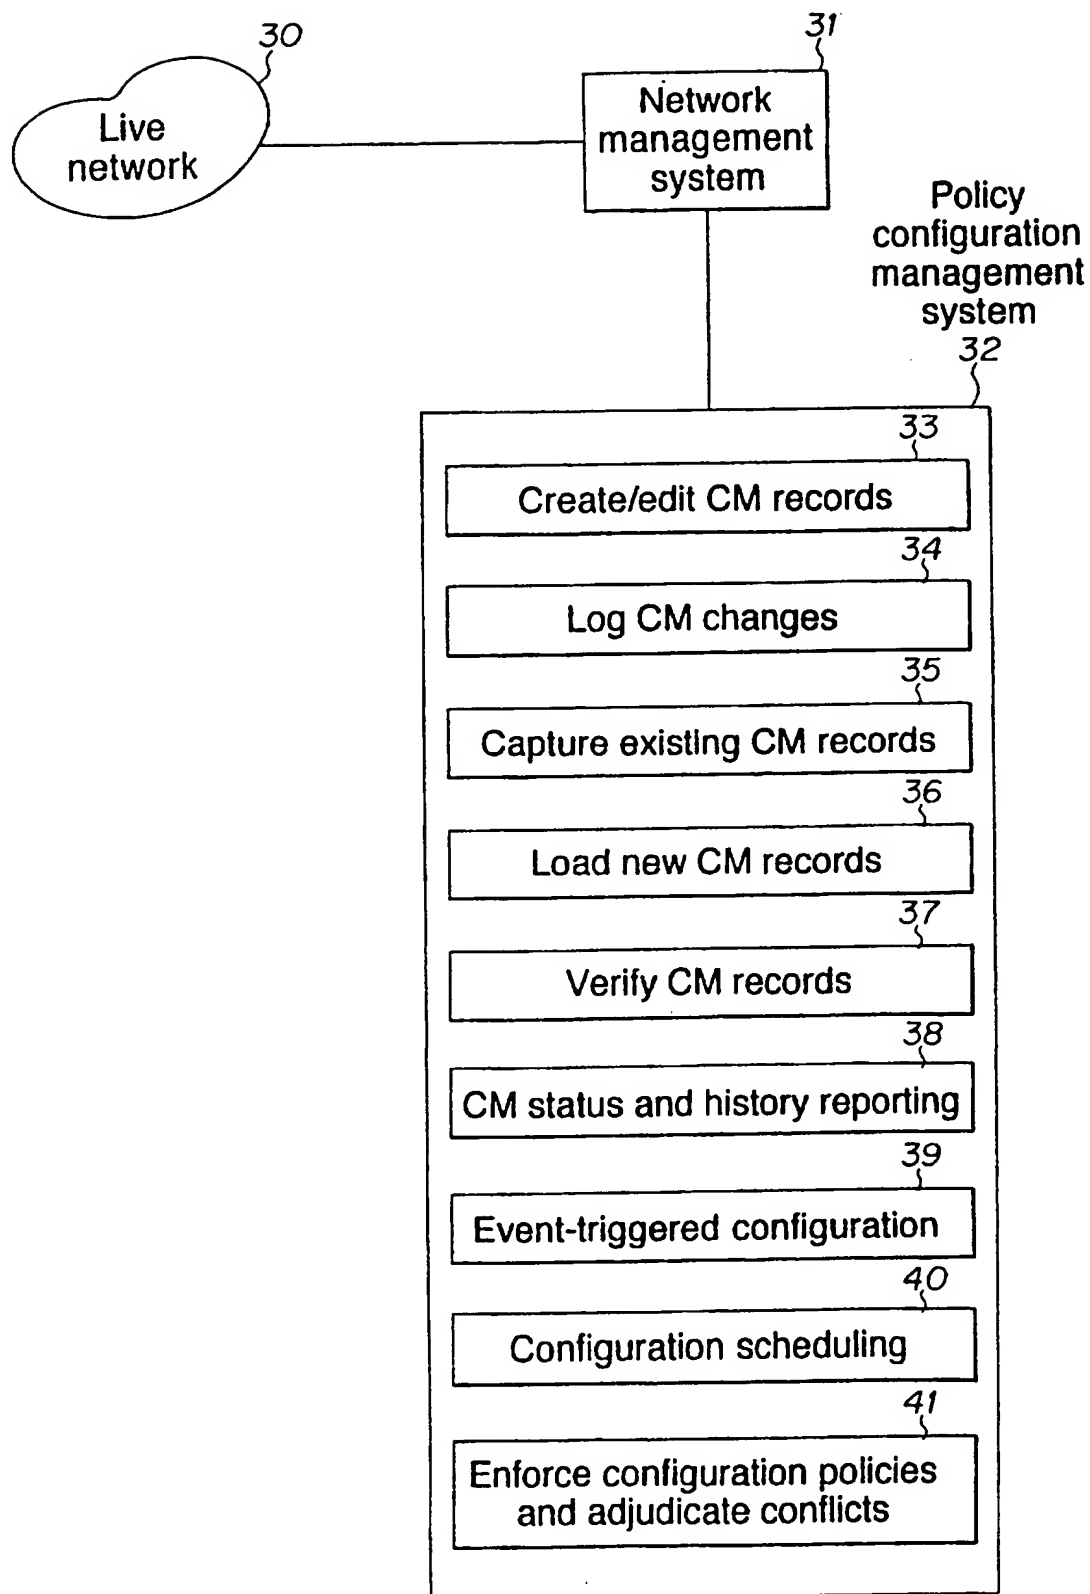 30
Live
network
31
Network
management
system
Policy
configuration
management
system
32
33
Create/edit CM records
34
Log CM changes
35
Capture existing CM records
36
Load new CM records
37
Verify CM records
38
CM status and history reporting
39
Event-triggered configuration
40
Configuration scheduling
41
Enforce configuration policies
and adjudicate conflicts